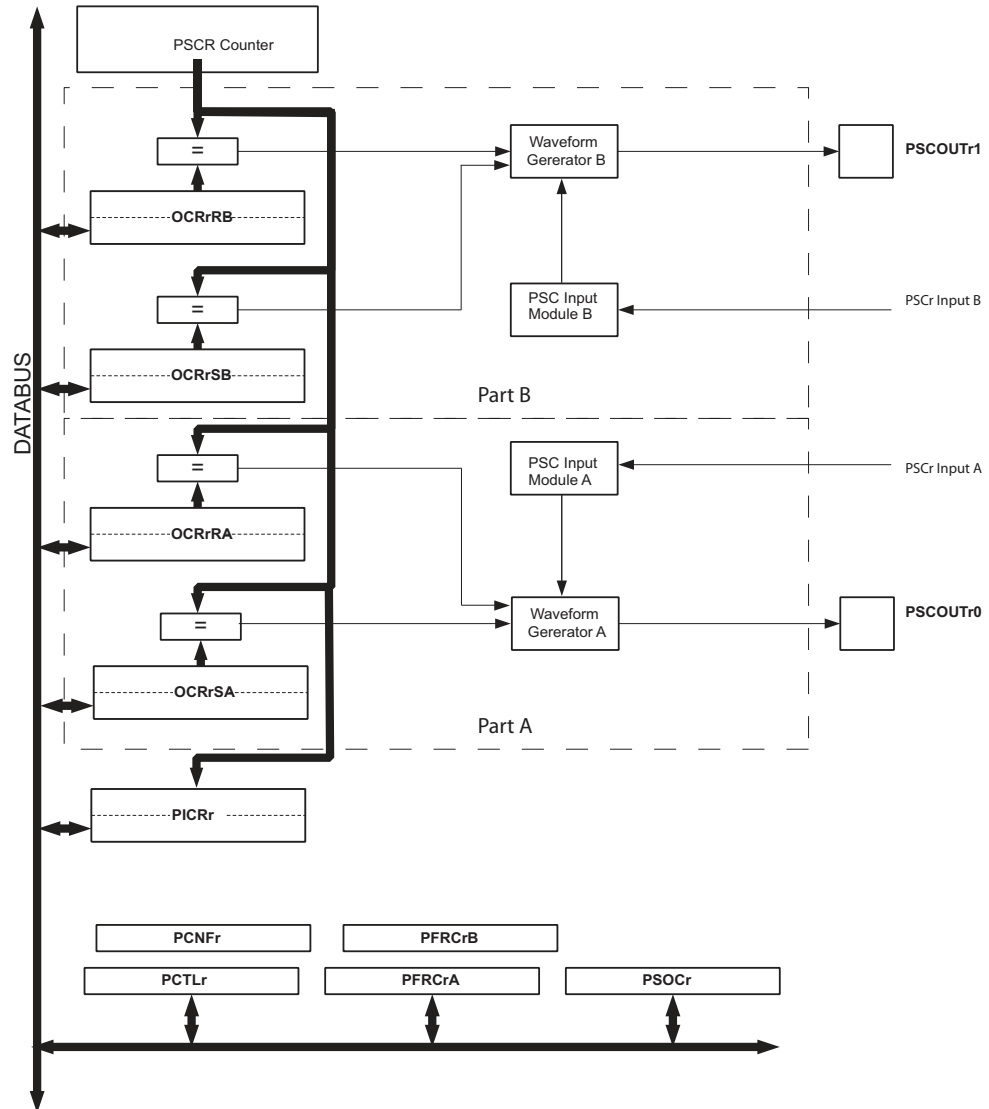 PSCR Counter
=
Waveform
Gererator B
PSCOUTr1
OCRrRB
=
PSC Input
Module B
PSCr Input B
OCRrSB
Part B
DATABUS
=
PSC Input
Module A
PSCr Input A
OCRrRA
=
Waveform
Gererator A
PSCOUTr0
OCRrSA
Part A
PICRr
PCNFr
PFRCrB
PCTLr
PFRCrA
PSOCr